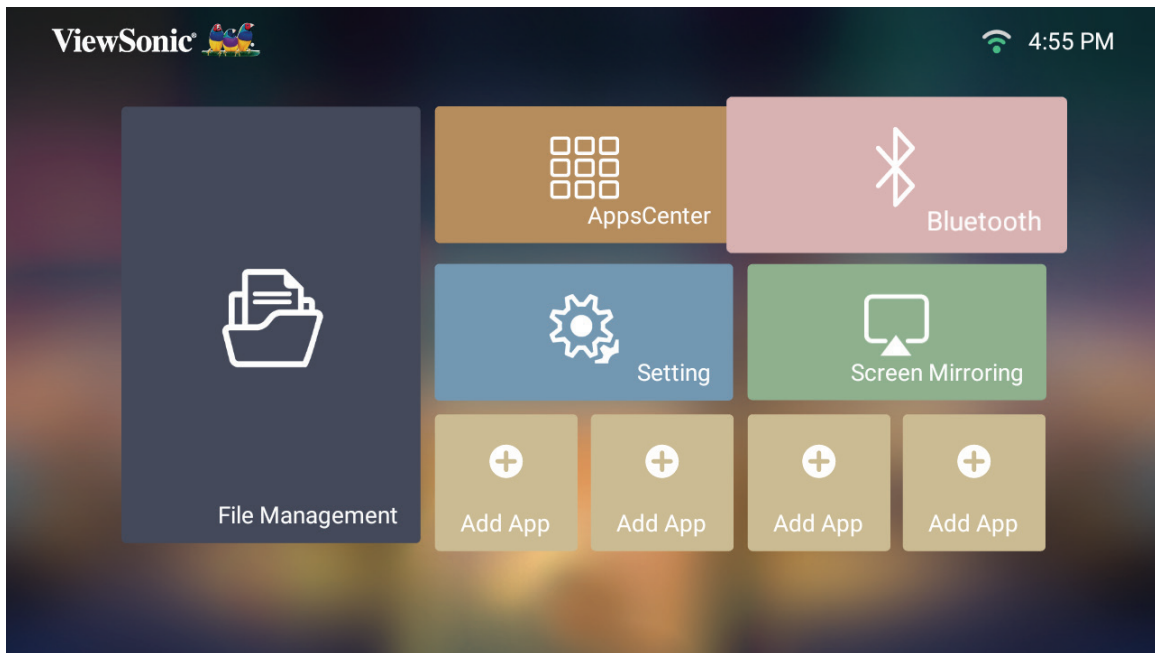 ViewSonic®
4:55 PM
AppsCenter
Bluetooth
Setting
Screen Mirroring
File Management
Add App
Add App
Add App
Add App